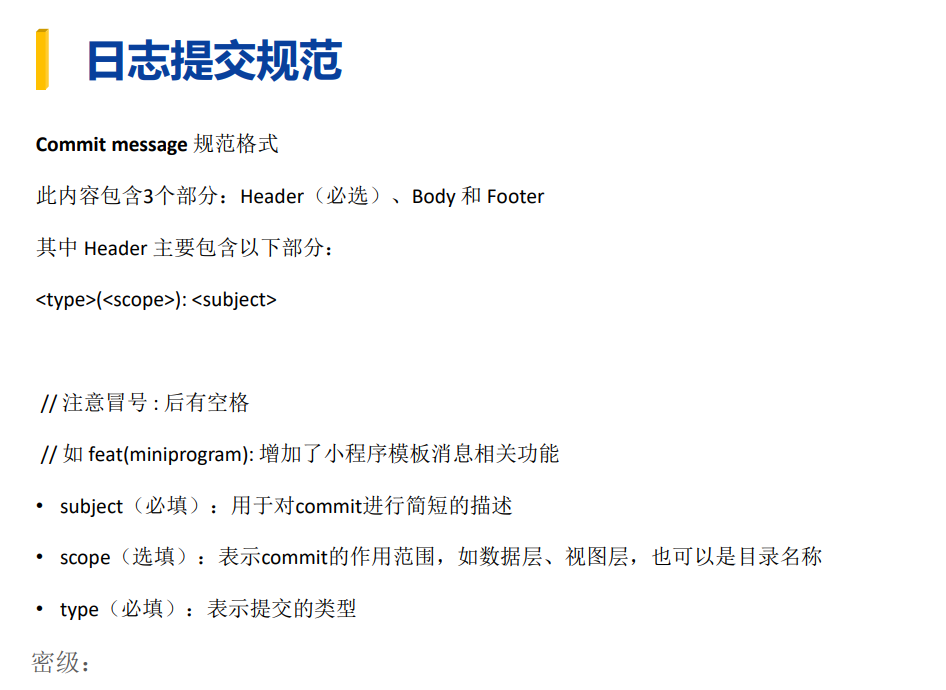 日志提交规范
Commit message 规范格式
此内容包含3个部分：Header（必选）、Body 和 Footer
其中 Header 主要包含以下部分：
<type>(<scope>): <subject>
// 注意冒号 : 后有空格
// 如 feat(miniprogram): 增加了小程序模板消息相关功能
• subject（必填）：用于对commit进行简短的描述
• scope（选填）：表示commit的作用范围，如数据层、视图层，也可以是目录名称
• type（必填）：表示提交的类型
密级：